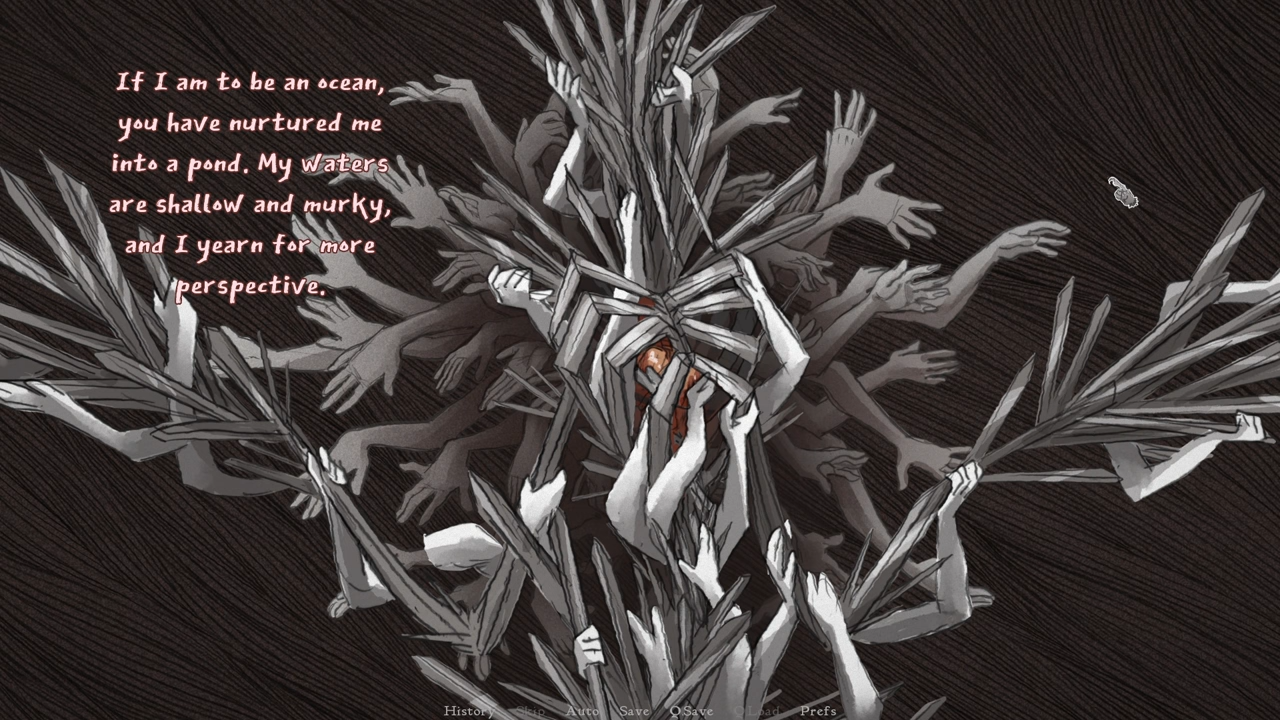 If I am to be an ocean,
you have nurtured me
into a pond. My waters
are shallow and murky,
and I yearn for more
perspective.
History Skip Auto Save Q.Save Q.Load Prefs